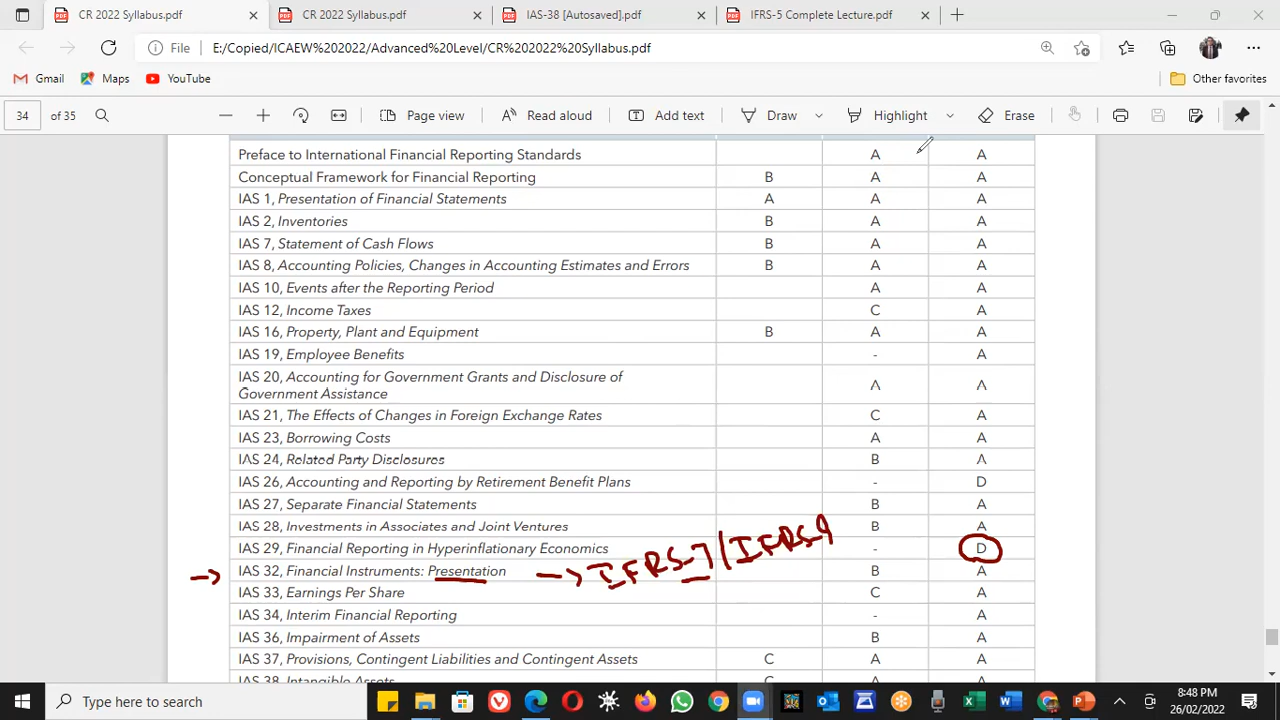 CR 2022 Syllabus.pdf
CR 2022 Syllabus.pdf
IAS-38 [Autosaved].pdf
IFRS-5 Complete Lecture.pdf
File E:/Copied/ICAEW%202022/Advanced%20Level/CR%202022%20Syllabus.pdf
Gmail Maps YouTube Other favorites
34 of 35 Page view Read aloud Add text Draw Highlight Erase
Preface to International Financial Reporting Standards A A
Conceptual Framework for Financial Reporting B A A
IAS 1, Presentation of Financial Statements A A A
IAS 2, Inventories B A A
IAS 7, Statement of Cash Flows B A A
IAS 8, Accounting Policies, Changes in Accounting Estimates and Errors B A A
IAS 10, Events after the Reporting Period A A
IAS 12, Income Taxes C A
IAS 16, Property, Plant and Equipment B A A
IAS 19, Employee Benefits - A
IAS 20, Accounting for Government Grants and Disclosure of
Government Assistance A A
IAS 21, The Effects of Changes in Foreign Exchange Rates C A
IAS 23, Borrowing Costs A A
IAS 24, Related Party Disclosures B A
IAS 26, Accounting and Reporting by Retirement Benefit Plans - D
IAS 27, Separate Financial Statements B A
IAS 28, Investments in Associates and Joint Ventures B A
IAS 29, Financial Reporting in Hyperinflationary Economics - D
IAS 32, Financial Instruments: Presentation B A
IFRS-7/IFRS-9
IAS 33, Earnings Per Share C A
IAS 34, Interim Financial Reporting - A
IAS 36, Impairment of Assets B A
IAS 37, Provisions, Contingent Liabilities and Contingent Assets C A A
IAS 38, Intangible Assets C A A
Type here to search
8:48 PM
26/02/2022